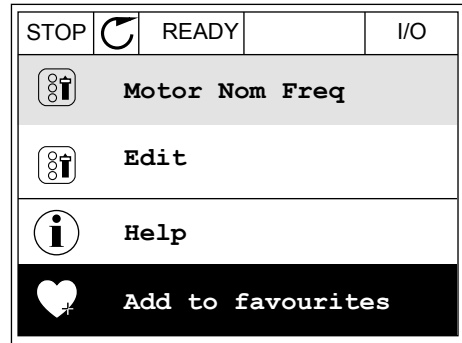 STOP READY I/O
Motor Nom Freq
Edit
Help
Add to favourites